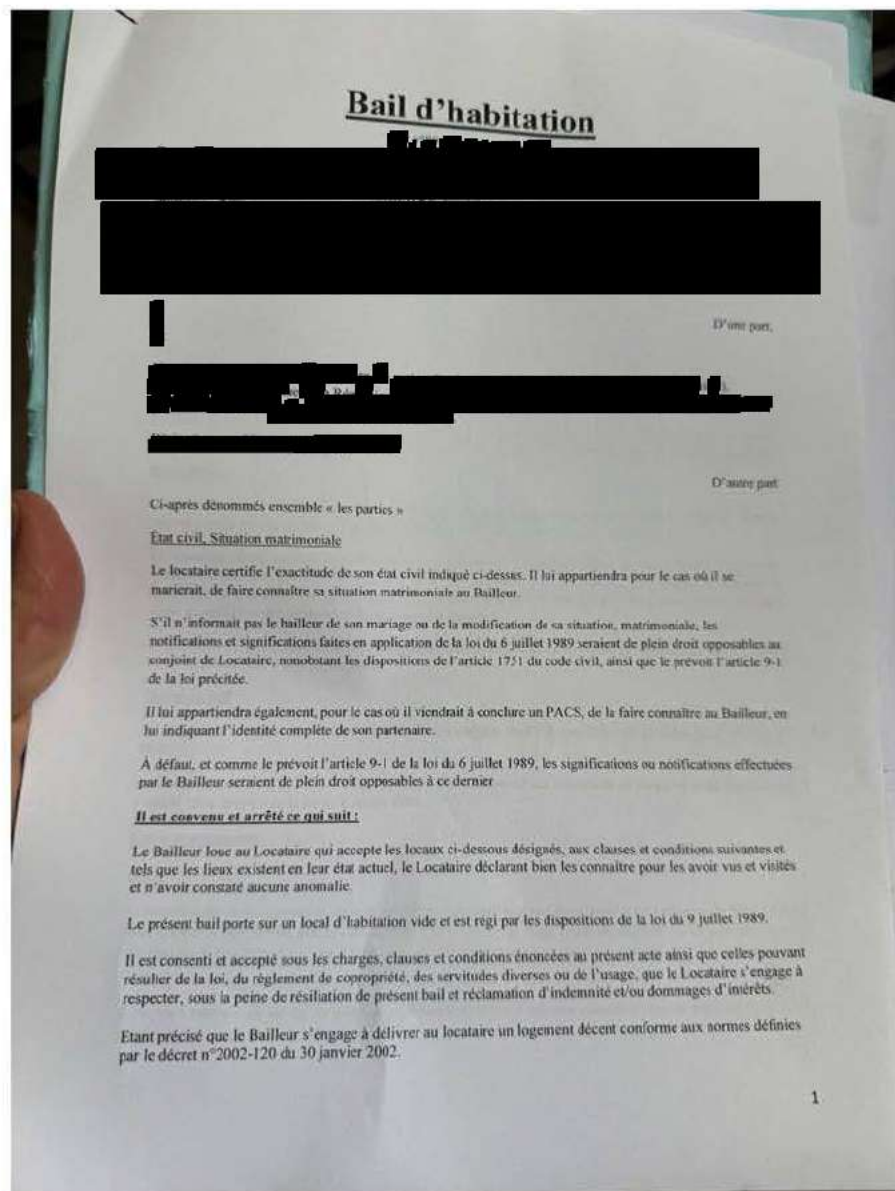 Bail d'habitation
D'une part,
D'autre part
Ci-après dénommés ensemble « les parties »
État civil, Situation matrimoniale
Le locataire certifie l'exactitude de son état civil indiqué ci-desses. Il lui appartiendra pour le cas où il se
marierait, de faire connaître sa situation matrimoniale au Bailleur.
S'il n'informait pas le bailleur de son mariage ou de la modification de sa situation, matrimoniale, les
notifications et significations faites en application de la loi du 6 juillet 1989 seraient de plein droit opposables au
conjoint de Locataire, nonobstant les dispositions de l'article 1751 du code civil, ainsi que le prévoit l'article 9-1
de la loi précitée.
Il lui appartiendra également, pour le cas où il viendrait à conclure un PACS, de la faire connaître au Bailleur, en
lui indiquant l'identité complète de son partenaire.
À défaut, et comme le prévoit l'article 9-1 de la loi du 6 juillet 1989, les significations ou notifications effectuées
par le Bailleur seraient de plein droit opposables à ce dernier
Il est convenu et arrêté ce qui suit :
Le Bailleur loue au Locataire qui accepte les locaux ci-dessous désignés, aux clauses et conditions suivantes et
tels que les lieux existent en leur état actuel, le Locataire déclarant bien les connaître pour les avoir vus et visités
et n'avoir constaté aucune anomalie.
Le présent bail porte sur un local d'habitation vide et est régi par les dispositions de la loi du 9 juillet 1989.
Il est consenti et accepté sous les charges, clauses et conditions énoncées au présent acte ainsi que celles pouvant
résulier de la loi, du règlement de copropriété, des servitudes diverses ou de l'usage, que le Locataire s'engage à
respecter, sous la peine de résiliation de présent bail et réclamation d'indemnité et/ou dommages d'intérêts.
Etant précisé que le Bailleur s'engage à délivrer au locataire un logement décent conforme aux normes définies
par le décret n°2002-120 du 30 janvier 2002.
1